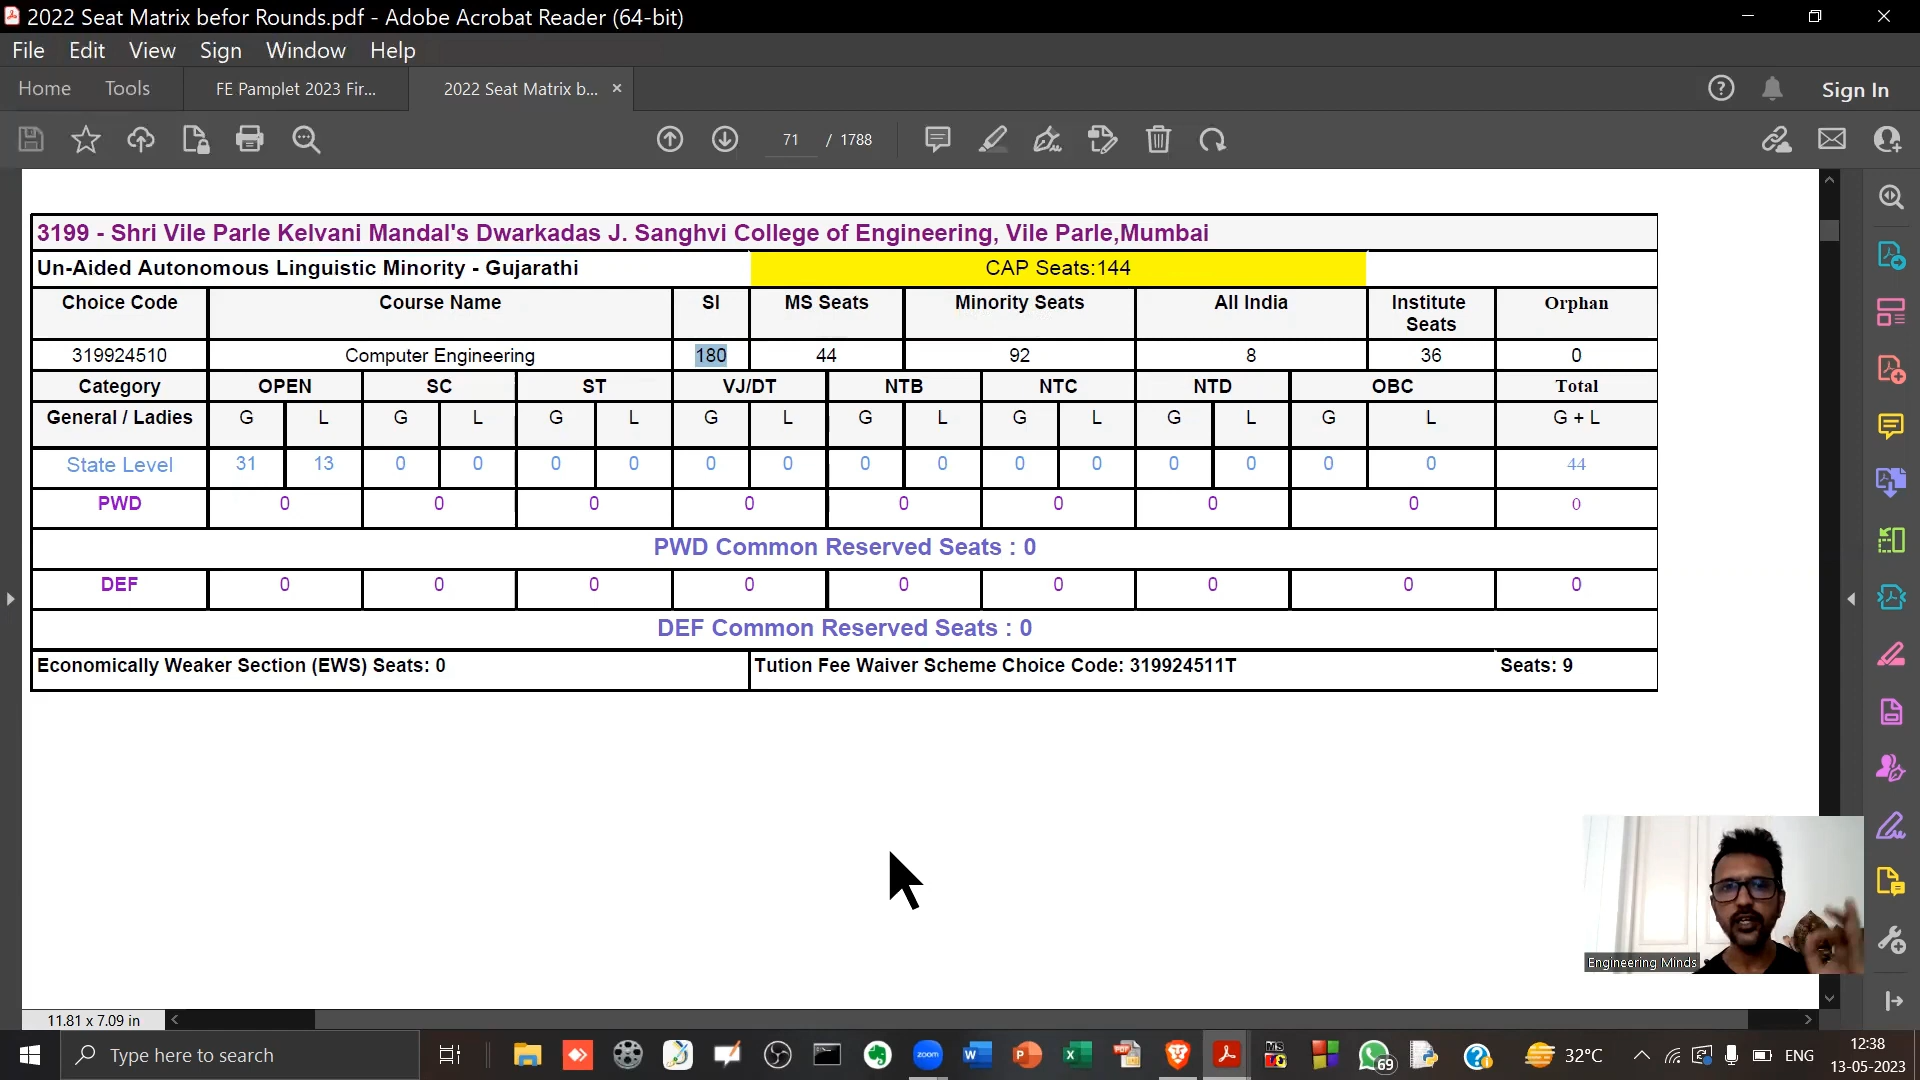 2022 Seat Matrix befor Rounds.pdf - Adobe Acrobat Reader (64-bit)
File Edit View Sign Window Help
Home Tools FE Pamplet 2023 Fir... 2022 Seat Matrix b... × Sign In
71 / 1788
3199 - Shri Vile Parle Kelvani Mandal's Dwarkadas J. Sanghvi College of Engineering, Vile Parle,Mumbai
Un-Aided Autonomous Linguistic Minority - Gujarathi CAP Seats:144
Choice Code Course Name SI MS Seats Minority Seats All India Institute Seats Orphan
319924510 Computer Engineering 180 44 92 8 36 0
Category OPEN SC ST VJ/DT NTB NTC NTD OBC Total
General / Ladies G L G L G L G L G L G L G L G L G + L
State Level 31 13 0 0 0 0 0 0 0 0 0 0 0 0 0 0 44
PWD 0 0 0 0 0 0 0 0 0
PWD Common Reserved Seats : 0
DEF 0 0 0 0 0 0 0 0 0
DEF Common Reserved Seats : 0
Economically Weaker Section (EWS) Seats: 0 Tution Fee Waiver Scheme Choice Code: 319924511T Seats: 9
Engineering Minds
11.81 x 7.09 in
Type here to search zoom 69 32°C ENG 12:38
13-05-2023